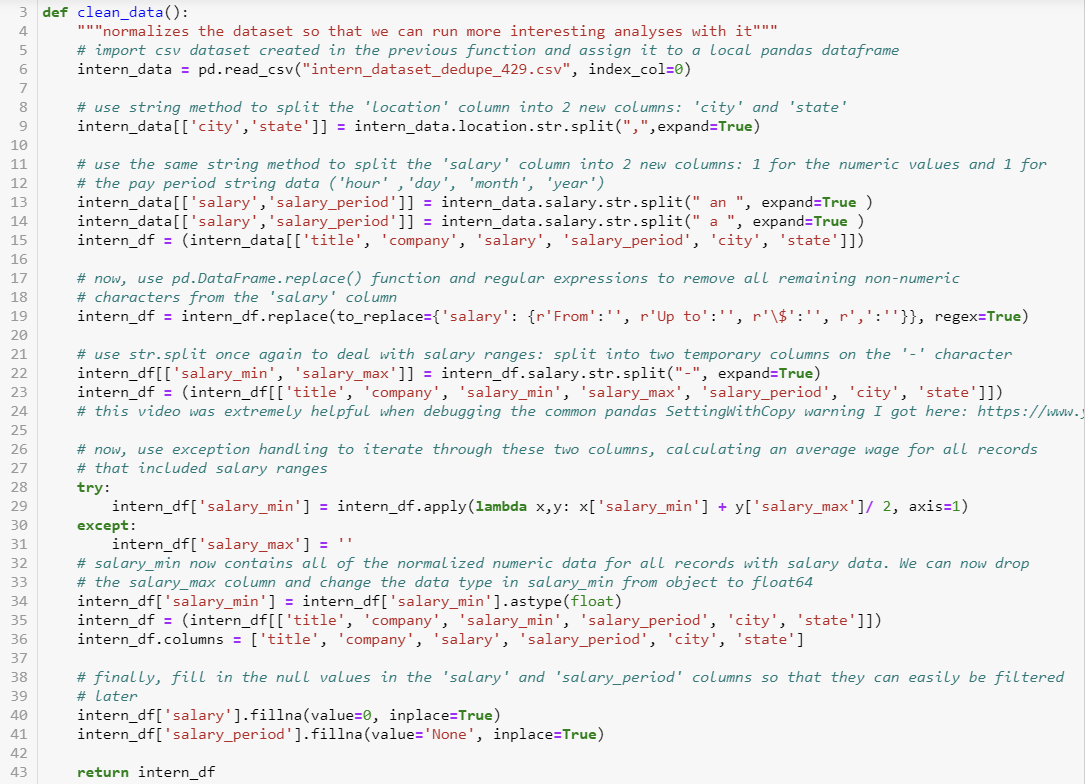 3 def clean_data():
4     """normalizes the dataset so that we can run more interesting analyses with it"""
5     # import csv dataset created in the previous function and assign it to a local pandas dataframe
6     intern_data = pd.read_csv("intern_dataset_dedupe_429.csv", index_col=0)
7
8     # use string method to split the 'location' column into 2 new columns: 'city' and 'state'
9     intern_data[['city','state']] = intern_data.location.str.split(",",expand=True)
10
11     # use the same string method to split the 'salary' column into 2 new columns: 1 for the numeric values and 1 for
12     # the pay period string data ('hour' ,'day', 'month', 'year')
13     intern_data[['salary','salary_period']] = intern_data.salary.str.split(" an ", expand=True )
14     intern_data[['salary','salary_period']] = intern_data.salary.str.split(" a ", expand=True )
15     intern_df = (intern_data[['title', 'company', 'salary', 'salary_period', 'city', 'state']])
16
17     # now, use pd.DataFrame.replace() function and regular expressions to remove all remaining non-numeric
18     # characters from the 'salary' column
19     intern_df = intern_df.replace(to_replace={'salary': {r'From':'', r'Up to':'', r'\$':'', r',':''}}, regex=True)
20
21     # use str.split once again to deal with salary ranges: split into two temporary columns on the '-' character
22     intern_df[['salary_min', 'salary_max']] = intern_df.salary.str.split("-", expand=True)
23     intern_df = (intern_df[['title', 'company', 'salary_min', 'salary_max', 'salary_period', 'city', 'state']])
24     # this video was extremely helpful when debugging the common pandas SettingWithCopy warning I got here: https://www.y
25
26     # now, use exception handling to iterate through these two columns, calculating an average wage for all records
27     # that included salary ranges
28     try:
29         intern_df['salary_min'] = intern_df.apply(lambda x,y: x['salary_min'] + y['salary_max']/ 2, axis=1)
30     except:
31         intern_df['salary_max'] = ''
32     # salary_min now contains all of the normalized numeric data for all records with salary data. We can now drop
33     # the salary_max column and change the data type in salary_min from object to float64
34     intern_df['salary_min'] = intern_df['salary_min'].astype(float)
35     intern_df = (intern_df[['title', 'company', 'salary_min', 'salary_period', 'city', 'state']])
36     intern_df.columns = ['title', 'company', 'salary', 'salary_period', 'city', 'state']
37
38     # finally, fill in the null values in the 'salary' and 'salary_period' columns so that they can easily be filtered
39     # later
40     intern_df['salary'].fillna(value=0, inplace=True)
41     intern_df['salary_period'].fillna(value='None', inplace=True)
42
43     return intern_df